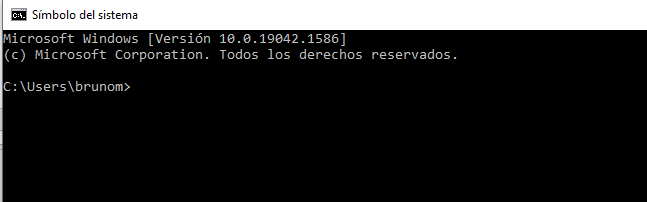 Símbolo del sistema
Microsoft Windows [Versión 10.0.19042.1586]
(c) Microsoft Corporation. Todos los derechos reservados.
C:\Users\brunom>